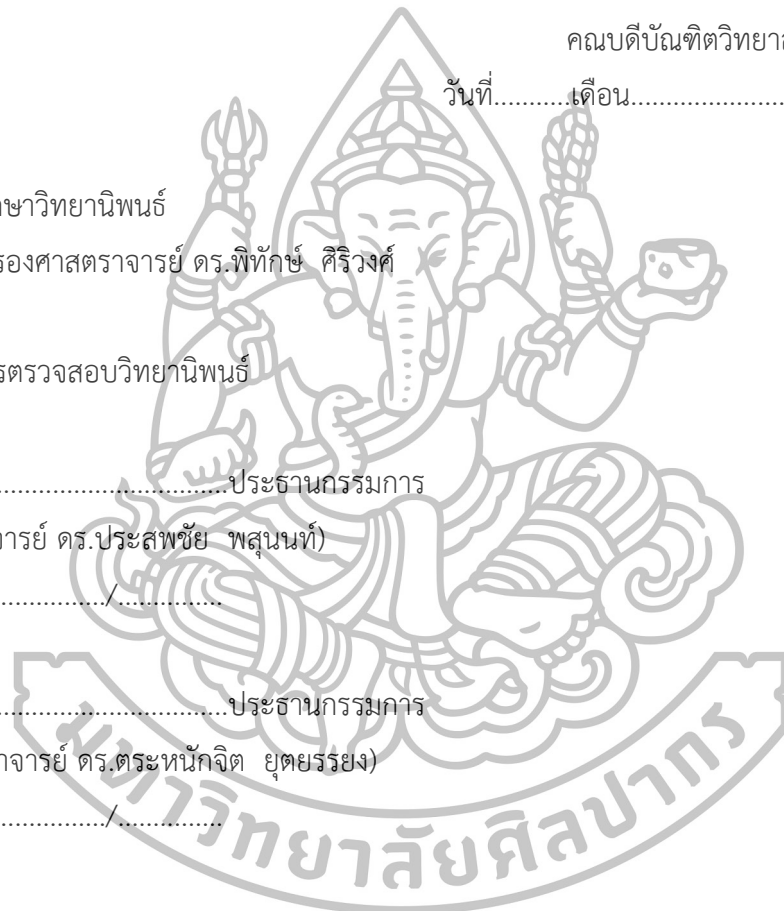 คณบดีบัณฑิตวิทยา
วันที่...........เดือน......................
ษาวิทยานิพนธ์
รองศาสตราจารย์ ดร.พิทักษ์ ศิริวงศ์
รตรวจสอบวิทยานิพนธ์
.................................ประธานกรรมการ
จารย์ ดร.ประสพชัย พสุนนท์)
.............../...............
.................................ประธานกรรมการ
าจารย์ ดร.ตระหนักจิต ยุตยรรยง)
.............../...............
มหาวิทยาลัยศิลปากร